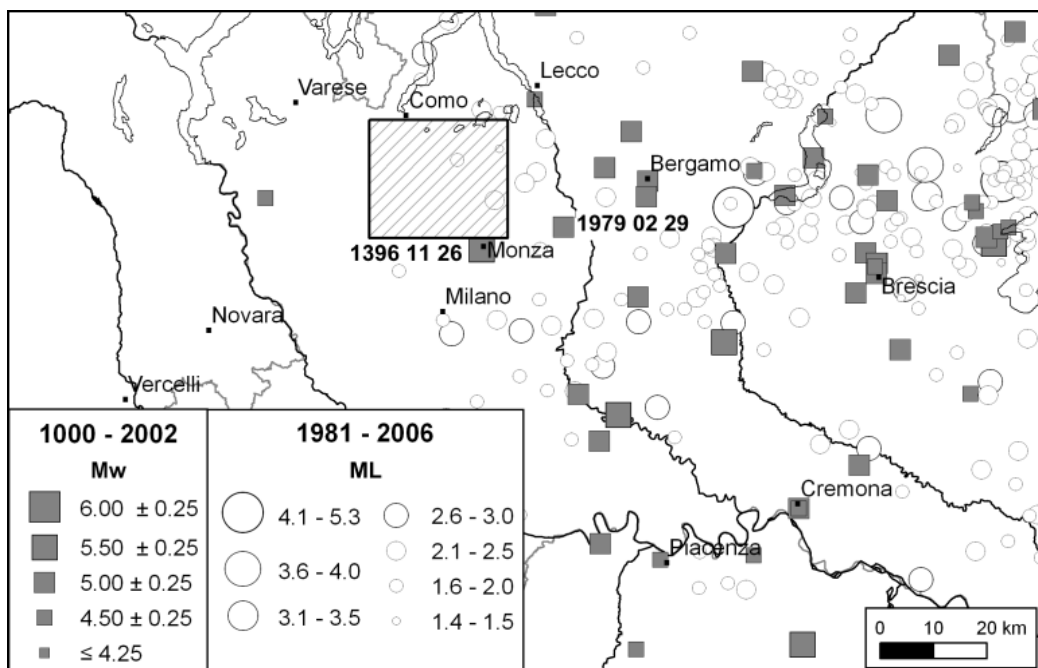 Lecco
Varese
Como
Bergamo
1979 02 29
1396 11 26
Monza
Brescia
Milano
Novara
Vercelli
Cremona
Piacenza
1000 - 2002
Mw
6.00 ± 0.25
5.50 ± 0.25
5.00 ± 0.25
4.50 ± 0.25
≤ 4.25
1981 - 2006
ML
4.1 - 5.3
3.6 - 4.0
3.1 - 3.5
2.6 - 3.0
2.1 - 2.5
1.6 - 2.0
1.4 - 1.5
0 10 20 km